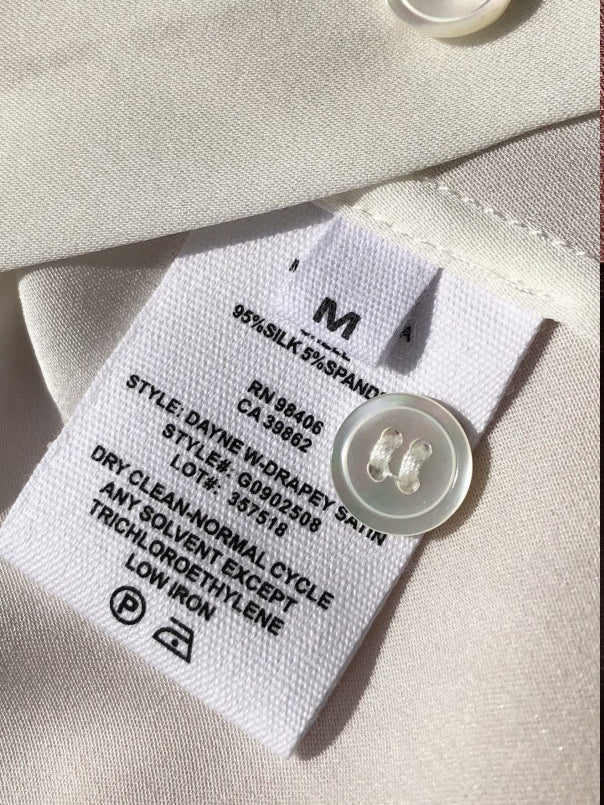 M
95%SILK 5%SPAND
RN 98406
CA 39862
STYLE: DAYNE W-DRAPEY SATIN
STYLE#: G0902508
LOT#: 357518
DRY CLEAN-NORMAL CYCLE
ANY SOLVENT EXCEPT
TRICHLOROETHYLENE
LOW IRON
P